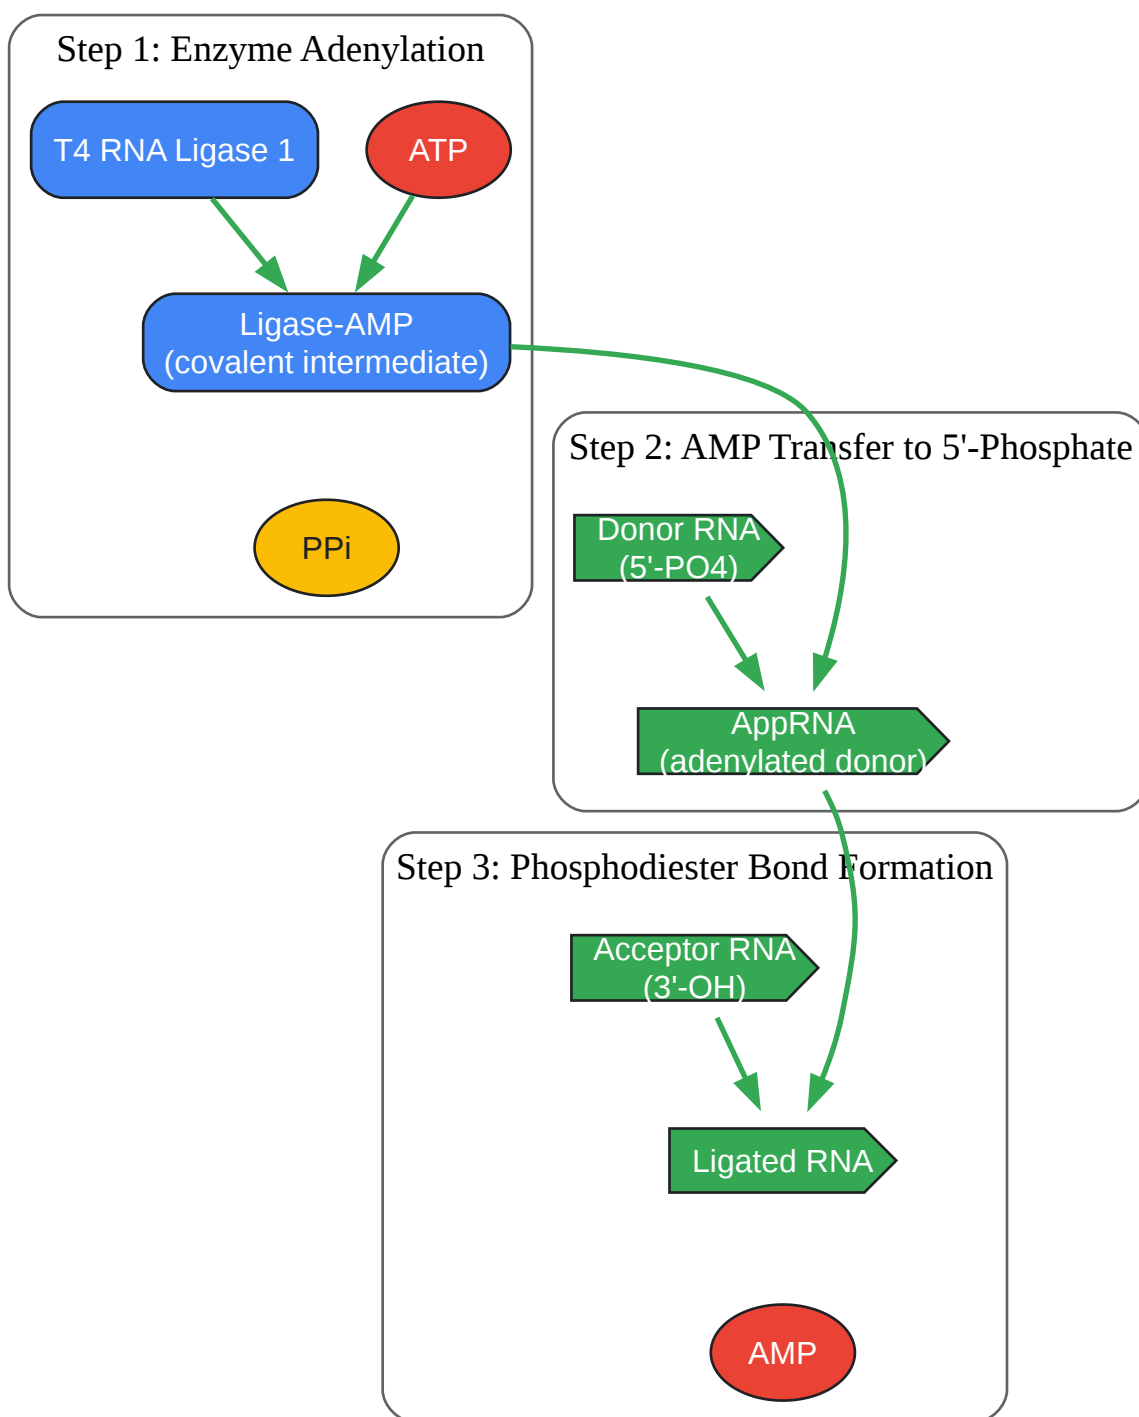 Step 1: Enzyme Adenylation
T4 RNA Ligase 1
ATP
Ligase-AMP
(covalent intermediate)
PPi
Step 2: AMP Transfer to 5'-Phosphate
Donor RNA
(5'-PO4)
AppRNA
(adenylated donor)
Step 3: Phosphodiester Bond Formation
Acceptor RNA
(3'-OH)
Ligated RNA
AMP